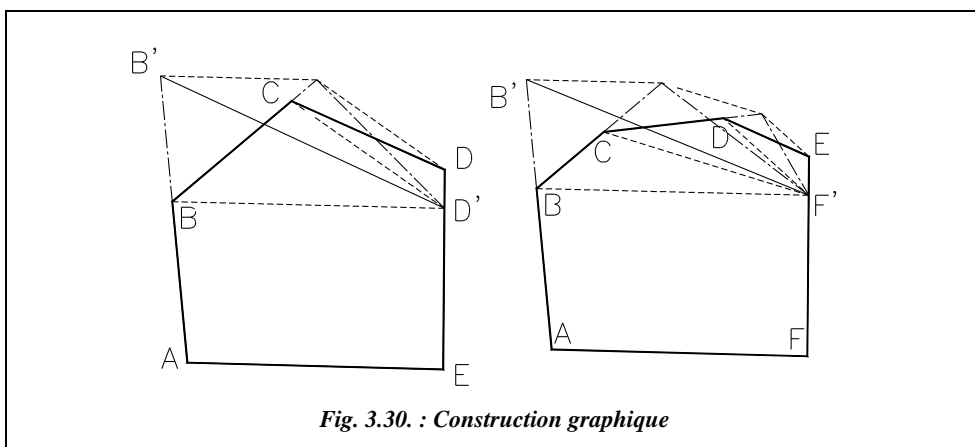 B'
C
D
B
D'
A
E
B'
C
D
E
B
F'
A
F
Fig. 3.30. : Construction graphique